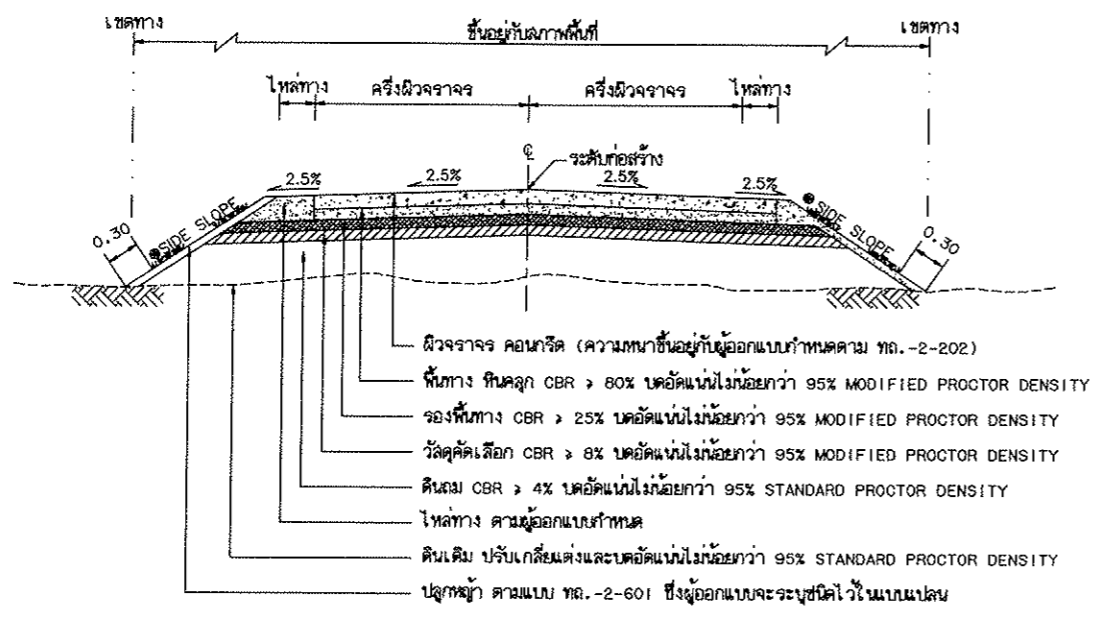 เขตทาง
เขตทาง
ขึ้นอยู่กับสภาพพื้นที่
ไหล่ทาง ครึ่งผิวจราจร ครึ่งผิวจราจร ไหล่ทาง
℄ ระดับก่อสร้าง
2.5% 2.5% 2.5% 2.5%
0.30 SIDE SLOPE SIDE SLOPE 0.30
ผิวจราจร คอนกรีต (ความหนาขึ้นอยู่กับผู้ออกแบบกำหนดตาม ทถ.-2-202)
พื้นทาง หินคลุก CBR ≥ 80% บดอัดแน่นไม่น้อยกว่า 95% MODIFIED PROCTOR DENSITY
รองพื้นทาง CBR ≥ 25% บดอัดแน่นไม่น้อยกว่า 95% MODIFIED PROCTOR DENSITY
วัสดุคัดเลือก CBR ≥ 8% บดอัดแน่นไม่น้อยกว่า 95% MODIFIED PROCTOR DENSITY
ดินถม CBR ≥ 4% บดอัดแน่นไม่น้อยกว่า 95% STANDARD PROCTOR DENSITY
ไหล่ทาง ตามผู้ออกแบบกำหนด
ดินเดิม ปรับเกลี่ยแต่งและบดอัดแน่นไม่น้อยกว่า 95% STANDARD PROCTOR DENSITY
ปลูกหญ้า ตามแบบ ทถ.-2-601 ซึ่งผู้ออกแบบจะระบุชนิดไว้ในแบบแปลน